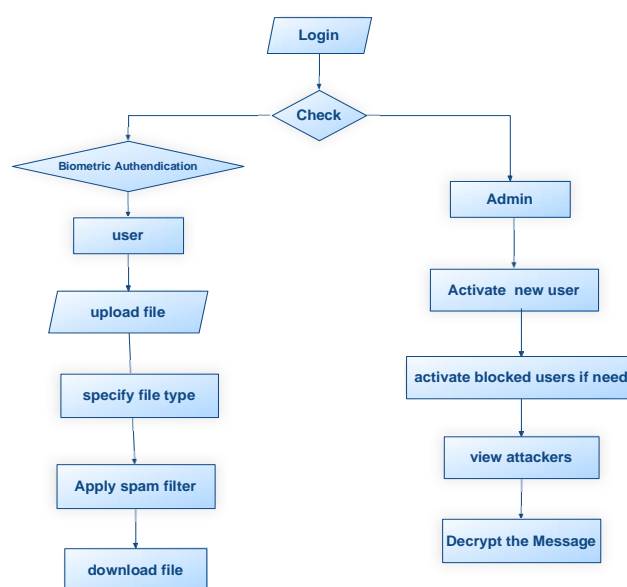 Login
Check
Biometric Authendication
user
upload file
specify file type
Apply spam filter
download file
Admin
Activate new user
activate blocked users if need
view attackers
Decrypt the Message